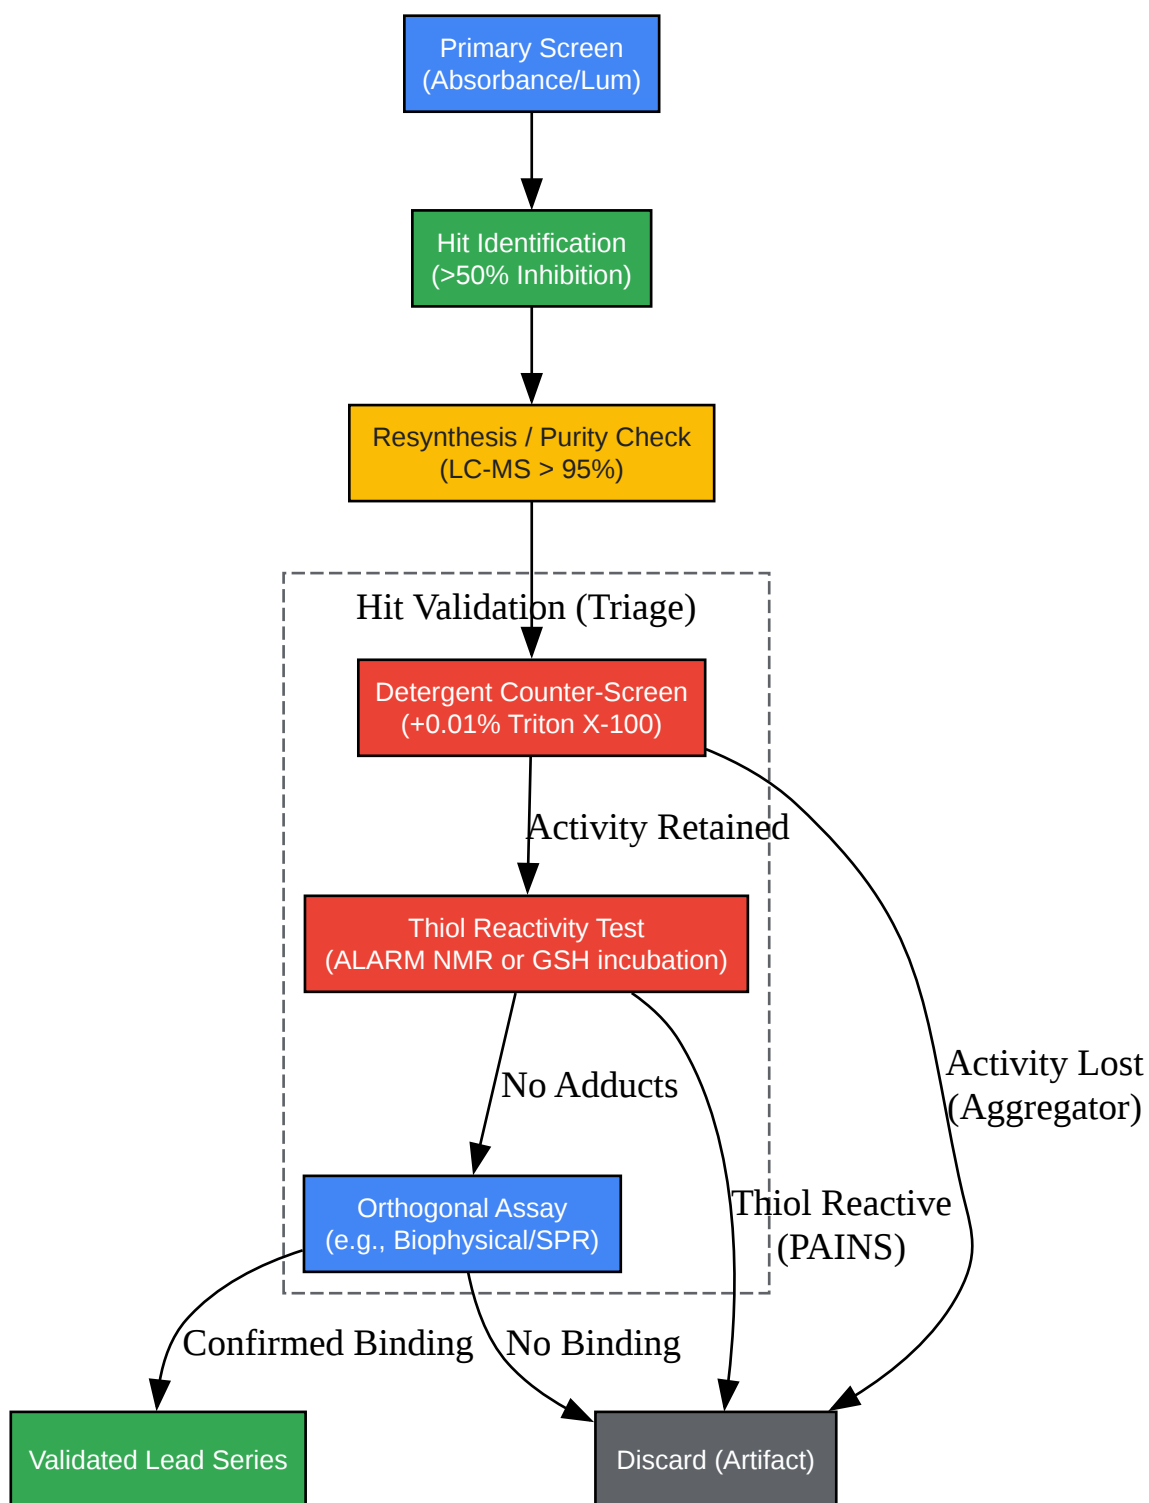 Primary Screen
(Absorbance/Lum)
Hit Identification
(>50% Inhibition)
Resynthesis / Purity Check
(LC-MS > 95%)
Hit Validation (Triage)
Detergent Counter-Screen
(+0.01% Triton X-100)
Activity Retained
Thiol Reactivity Test
(ALARM NMR or GSH incubation)
No Adducts
Activity Lost
(Aggregator)
Thiol Reactive
(PAINS)
Orthogonal Assay
(e.g., Biophysical/SPR)
Confirmed Binding
No Binding
Validated Lead Series
Discard (Artifact)